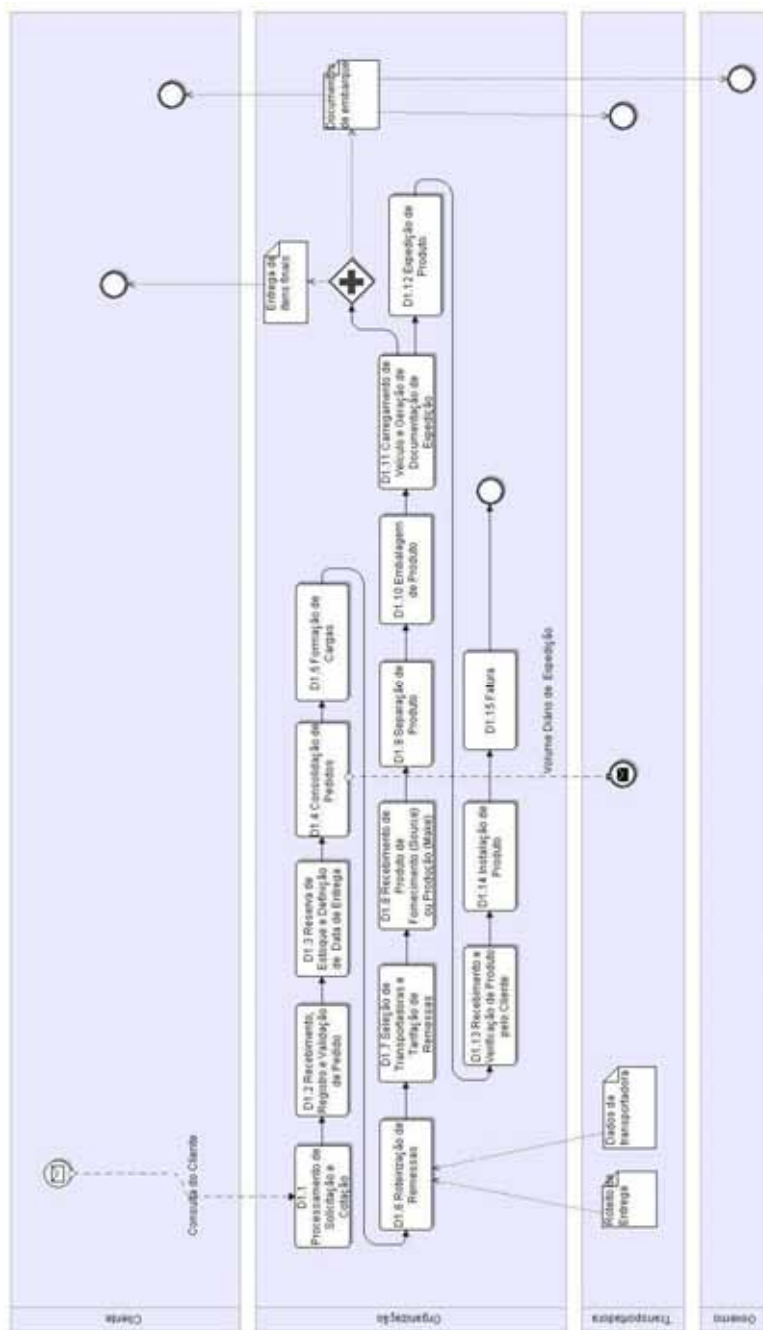 Cliente
Consulta do Cliente
Organização
D1.1
Processamento de
Solicitação e
Cotação
D1.2 Recebimento,
Registro e Validação
de Pedido
D1.3 Reserva de
Estoque e Definição
de Data de Entrega
D1.4 Consolidação de
Pedidos
D1.5 Formação de
Cargas
D1.6 Roteirização de
Remessas
D1.7 Seleção de
Transportadoras e
Tarifação de
Remessas
D1.8 Recebimento de
Produto de
Fornecimento (Source)
ou Produção (Make)
D1.9 Separação de
Produto
D1.10 Embalagem
de Produto
D1.11 Carregamento de
Veículo e Geração de
Documentação de
Expedição
D1.12 Expedição de
Produto
D1.13 Recebimento e
Verificação de Produto
pelo Cliente
D1.14 Instalação de
Produto
D1.15 Fatura
Entrega de
itens finais
Documentos
de embarque
Volume Diário de Expedição
Transportadora
Roteiro de
Entrega
Dados da
transportadora
Governo